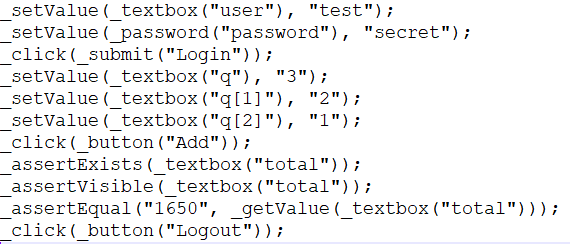 _setValue(_textbox("user"), "test");
_setValue(_password("password"), "secret");
_click(_submit("Login"));
_setValue(_textbox("q"), "3");
_setValue(_textbox("q[1]"), "2");
_setValue(_textbox("q[2]"), "1");
_click(_button("Add"));
_assertExists(_textbox("total"));
_assertVisible(_textbox("total"));
_assertEqual("1650", _getValue(_textbox("total")));
_click(_button("Logout"));